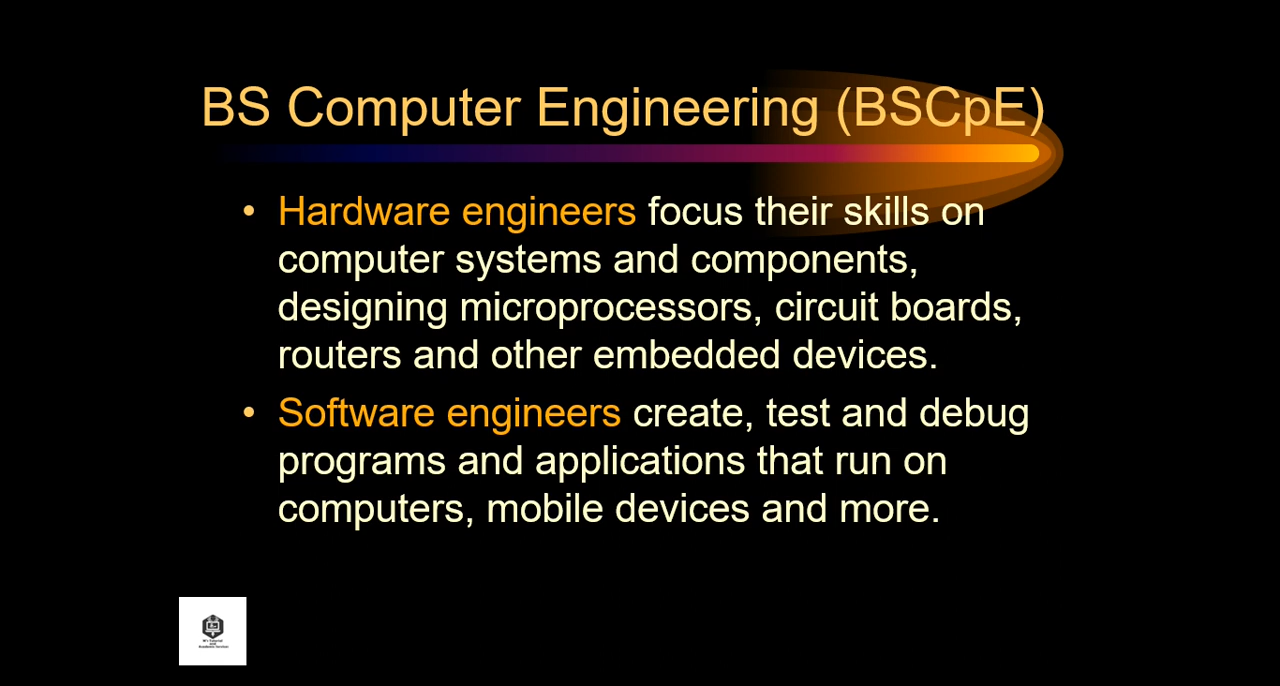 BS Computer Engineering (BSCpE)
• Hardware engineers focus their skills on
computer systems and components,
designing microprocessors, circuit boards,
routers and other embedded devices.
• Software engineers create, test and debug
programs and applications that run on
computers, mobile devices and more.